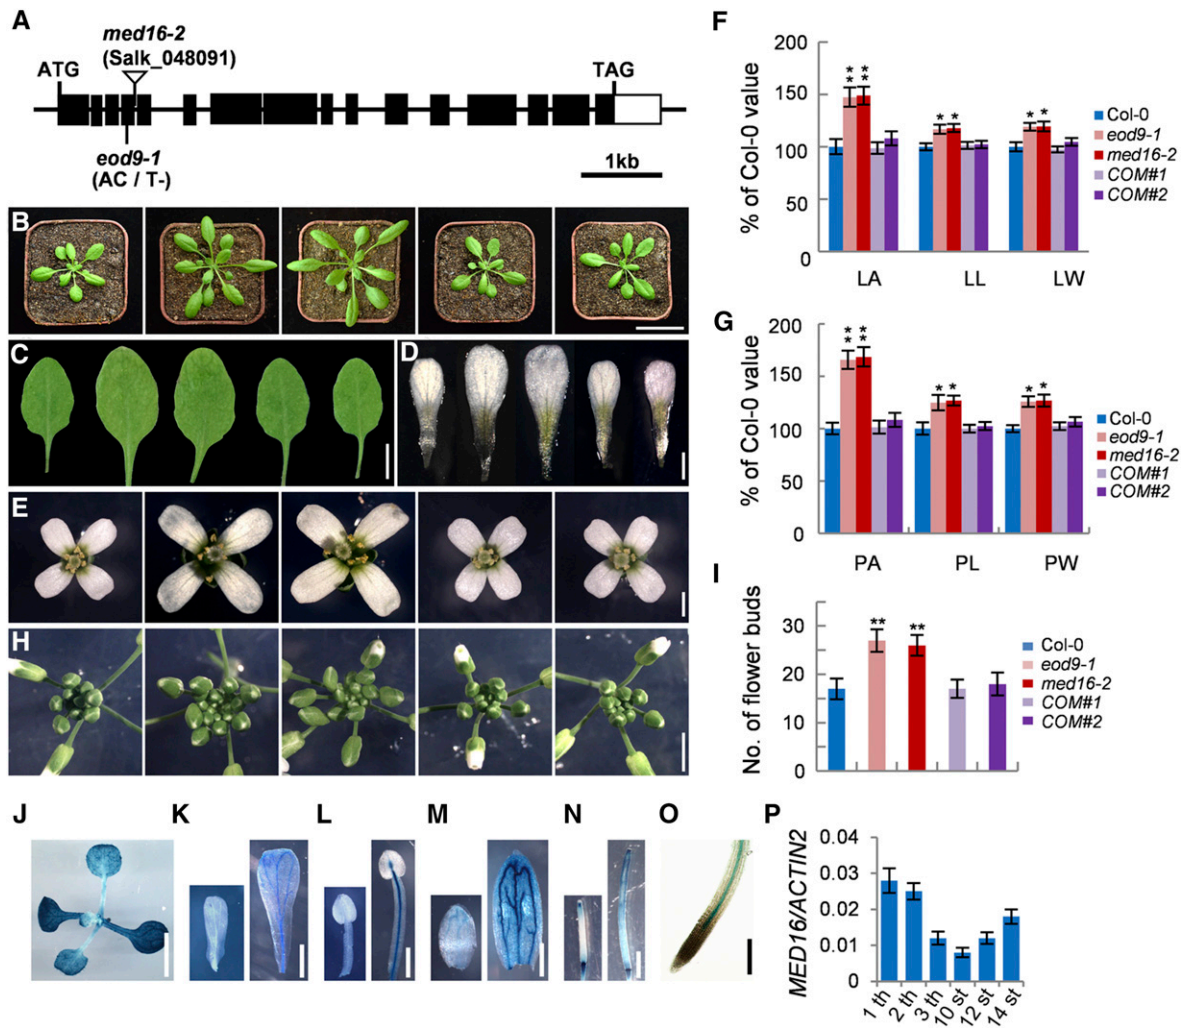 A
med16-2
(Salk_048091)
ATG
TAG
eod9-1
(AC / T-)
1kb
B
C
D
E
H
F
% of Col-0 value
200
150
100
50
0
**
**
*
*
*
*
LA
LL
LW
Col-0
eod9-1
med16-2
COM#1
COM#2
G
% of Col-0 value
200
150
100
50
0
**
**
*
*
*
*
PA
PL
PW
Col-0
eod9-1
med16-2
COM#1
COM#2
I
No. of flower buds
30
20
10
0
**
**
Col-0
eod9-1
med16-2
COM#1
COM#2
J
K
L
M
N
O
P
MED16/ACTIN2
0.04
0.03
0.02
0.01
0
1 th
2 th
3 th
10 st
12 st
14 st